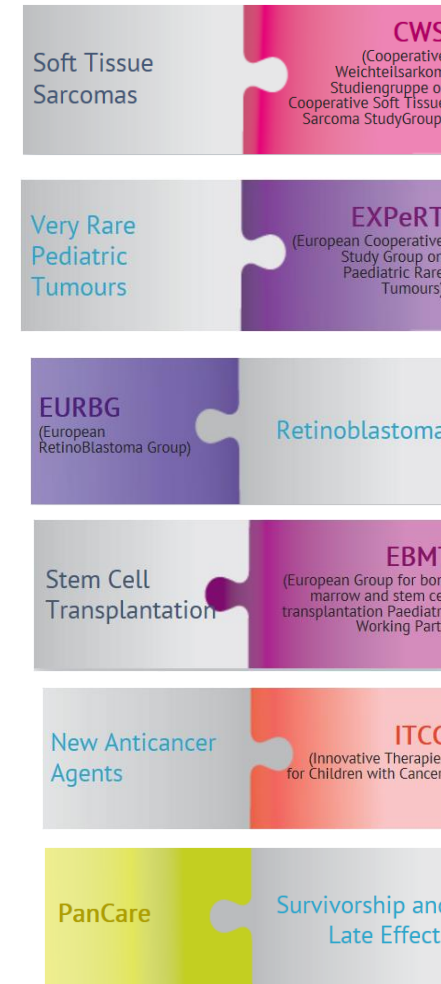 Soft Tissue
Sarcomas
CWS
(Cooperative
Weichteilsarkom
Studiengruppe o
Cooperative Soft Tissue
Sarcoma StudyGroup
Very Rare
Pediatric
Tumours
EXPeRT
(European Cooperative
Study Group on
Paediatric Rare
Tumours)
EURBG
(European
RetinoBlastoma Group)
Retinoblastoma
Stem Cell
Transplantation
EBMT
(European Group for bon
marrow and stem ce
transplantation Paediatr
Working Part
New Anticancer
Agents
ITCC
(Innovative Therapie
for Children with Cancer
PanCare
Survivorship and
Late Effect